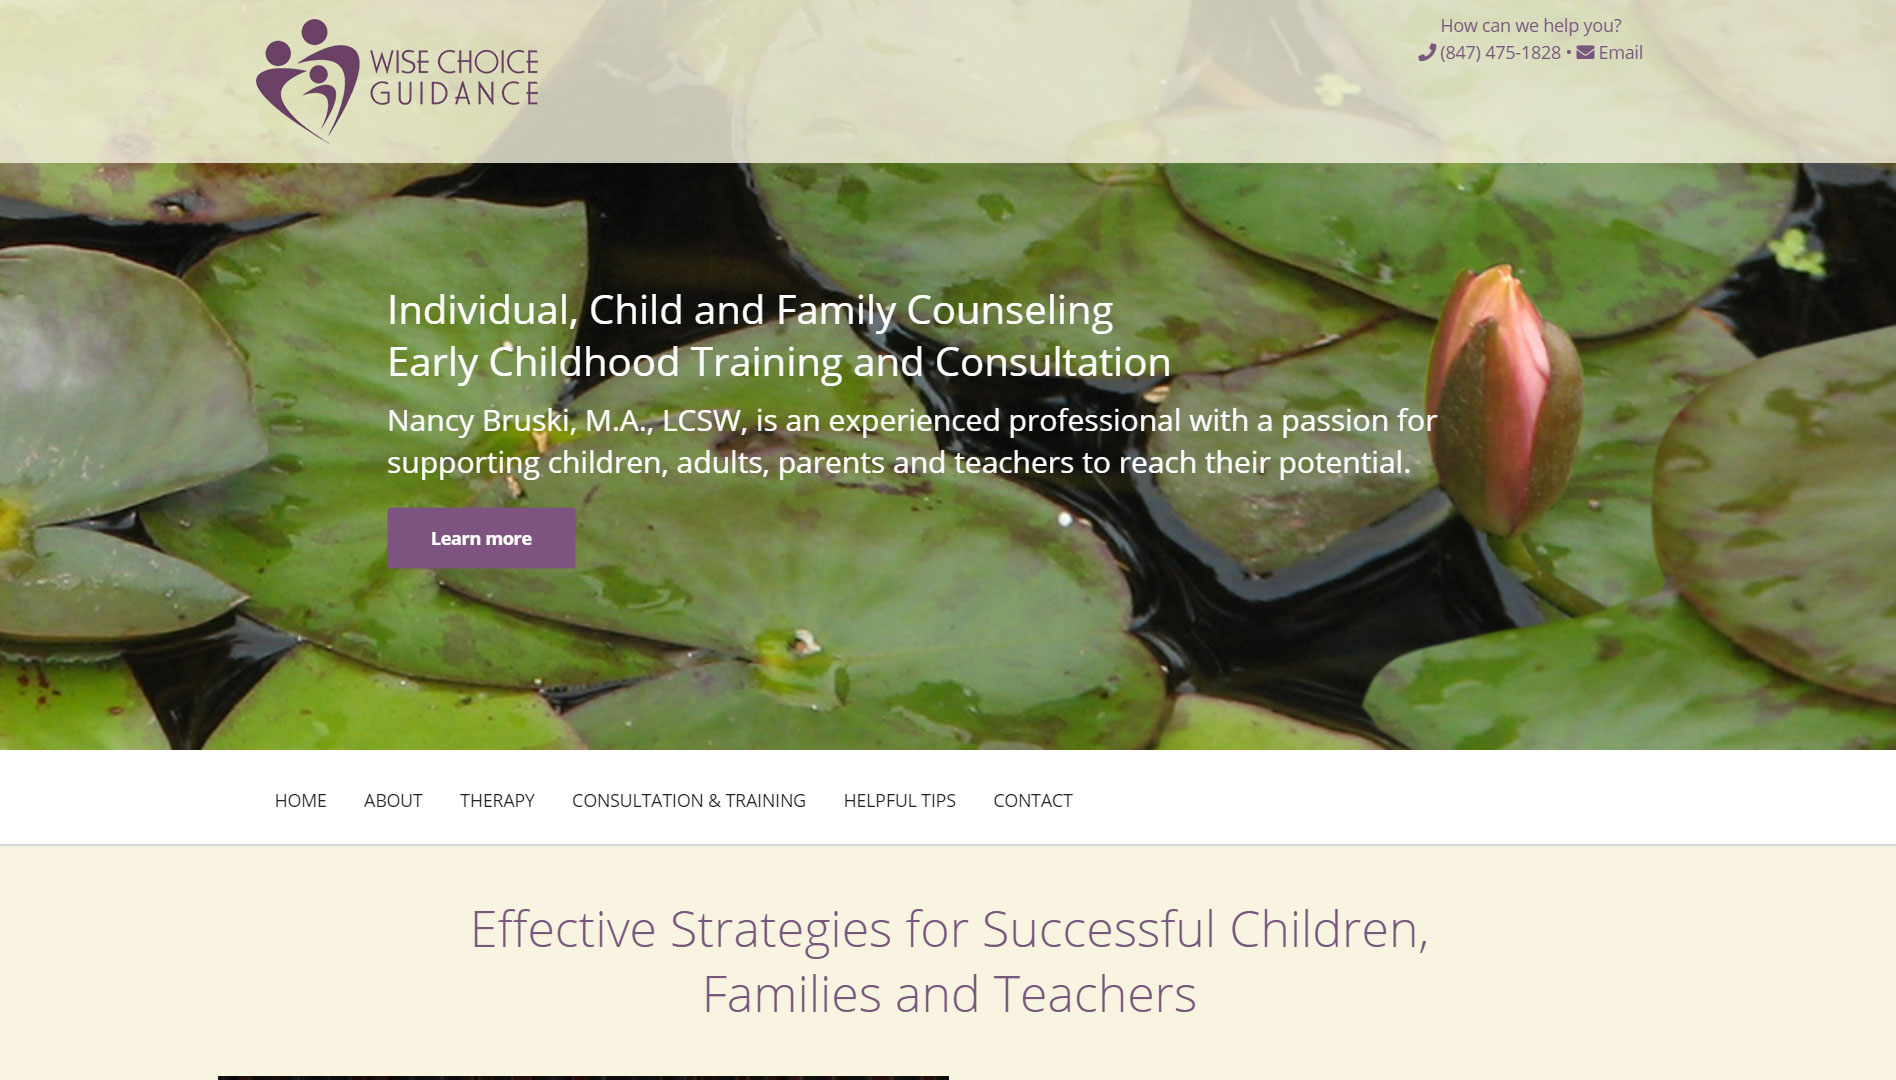 WISE CHOICE
GUIDANCE
How can we help you?
(847) 475-1828 • Email
Individual, Child and Family Counseling
Early Childhood Training and Consultation
Nancy Bruski, M.A., LCSW, is an experienced professional with a passion for
supporting children, adults, parents and teachers to reach their potential.
Learn more
HOME ABOUT THERAPY CONSULTATION & TRAINING HELPFUL TIPS CONTACT
Effective Strategies for Successful Children,
Families and Teachers